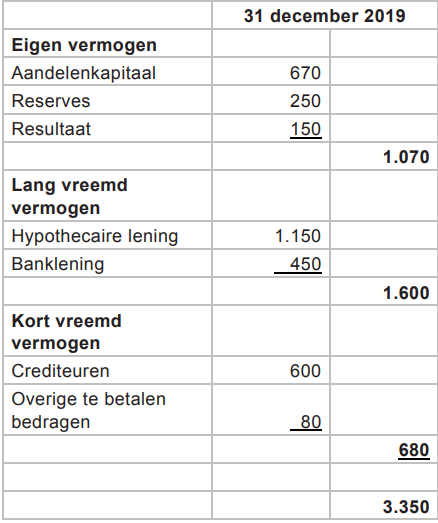 31 december 2019
Eigen vermogen
Aandelenkapitaal 670
Reserves 250
Resultaat 150
1.070
Lang vreemd
vermogen
Hypothecaire lening 1.150
Banklening 450
1.600
Kort vreemd
vermogen
Crediteuren 600
Overige te betalen
bedragen 80
680
3.350